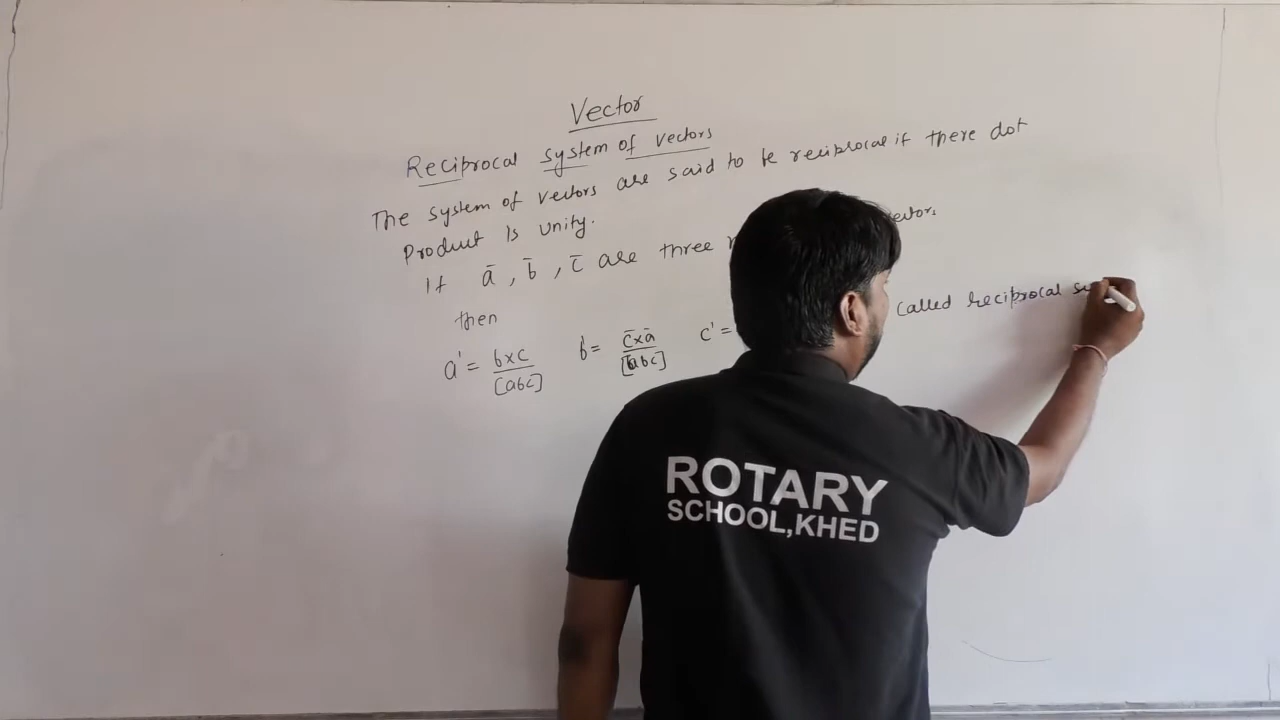 Vector
Reciprocal system of vectors
The system of vectors are said to be reciprocal if there dot
Product is unity.
If a̅ , b̅ , c̅ are three
then
a' = b×c / [abc] b' = c̅×a̅ / [abc] c' = called reciprocal
ROTARY
SCHOOL,KHED